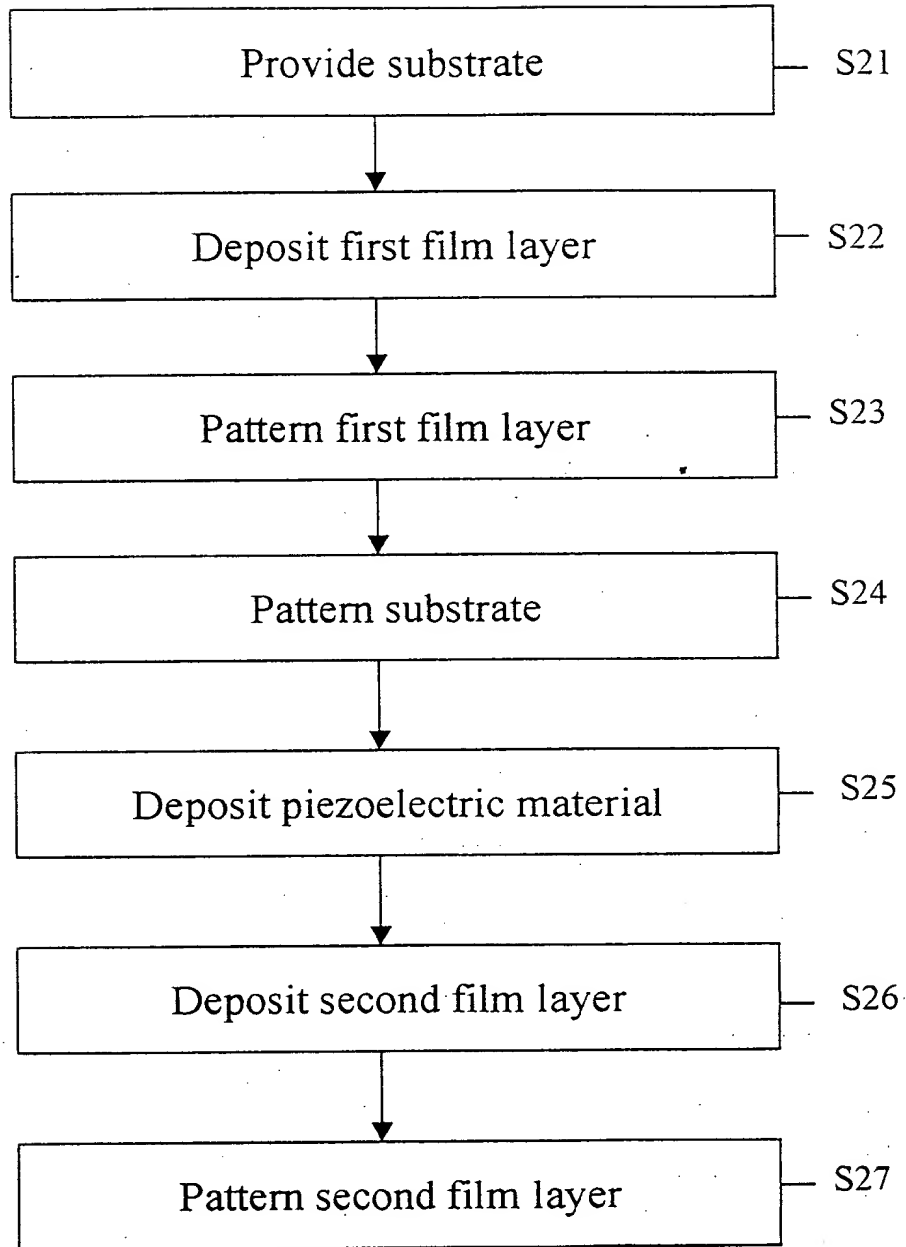 Provide substrate S21
Deposit first film layer S22
Pattern first film layer S23
Pattern substrate S24
Deposit piezoelectric material S25
Deposit second film layer S26
Pattern second film layer S27